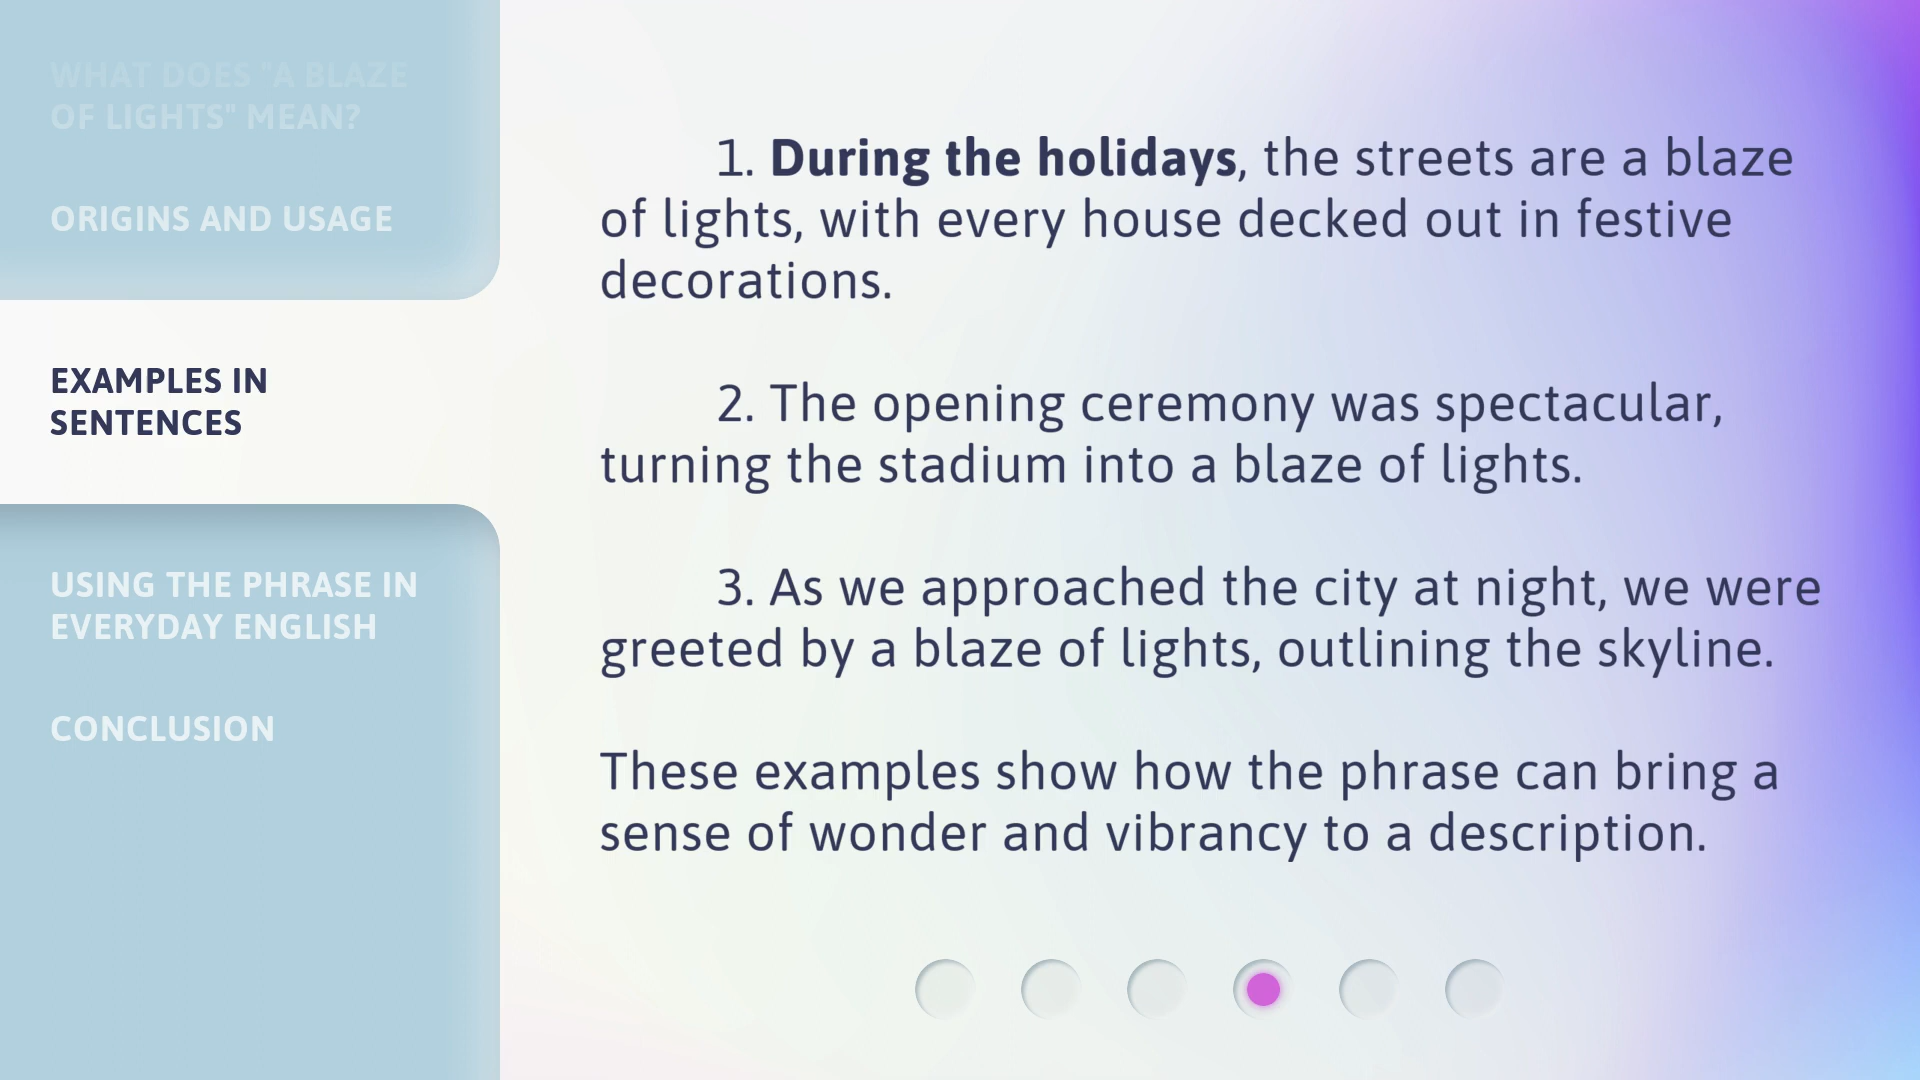 WHAT DOES "A BLAZE
OF LIGHTS" MEAN?
ORIGINS AND USAGE
EXAMPLES IN
SENTENCES
USING THE PHRASE IN
EVERYDAY ENGLISH
CONCLUSION
1. During the holidays, the streets are a blaze
of lights, with every house decked out in festive
decorations.
2. The opening ceremony was spectacular,
turning the stadium into a blaze of lights.
3. As we approached the city at night, we were
greeted by a blaze of lights, outlining the skyline.
These examples show how the phrase can bring a
sense of wonder and vibrancy to a description.